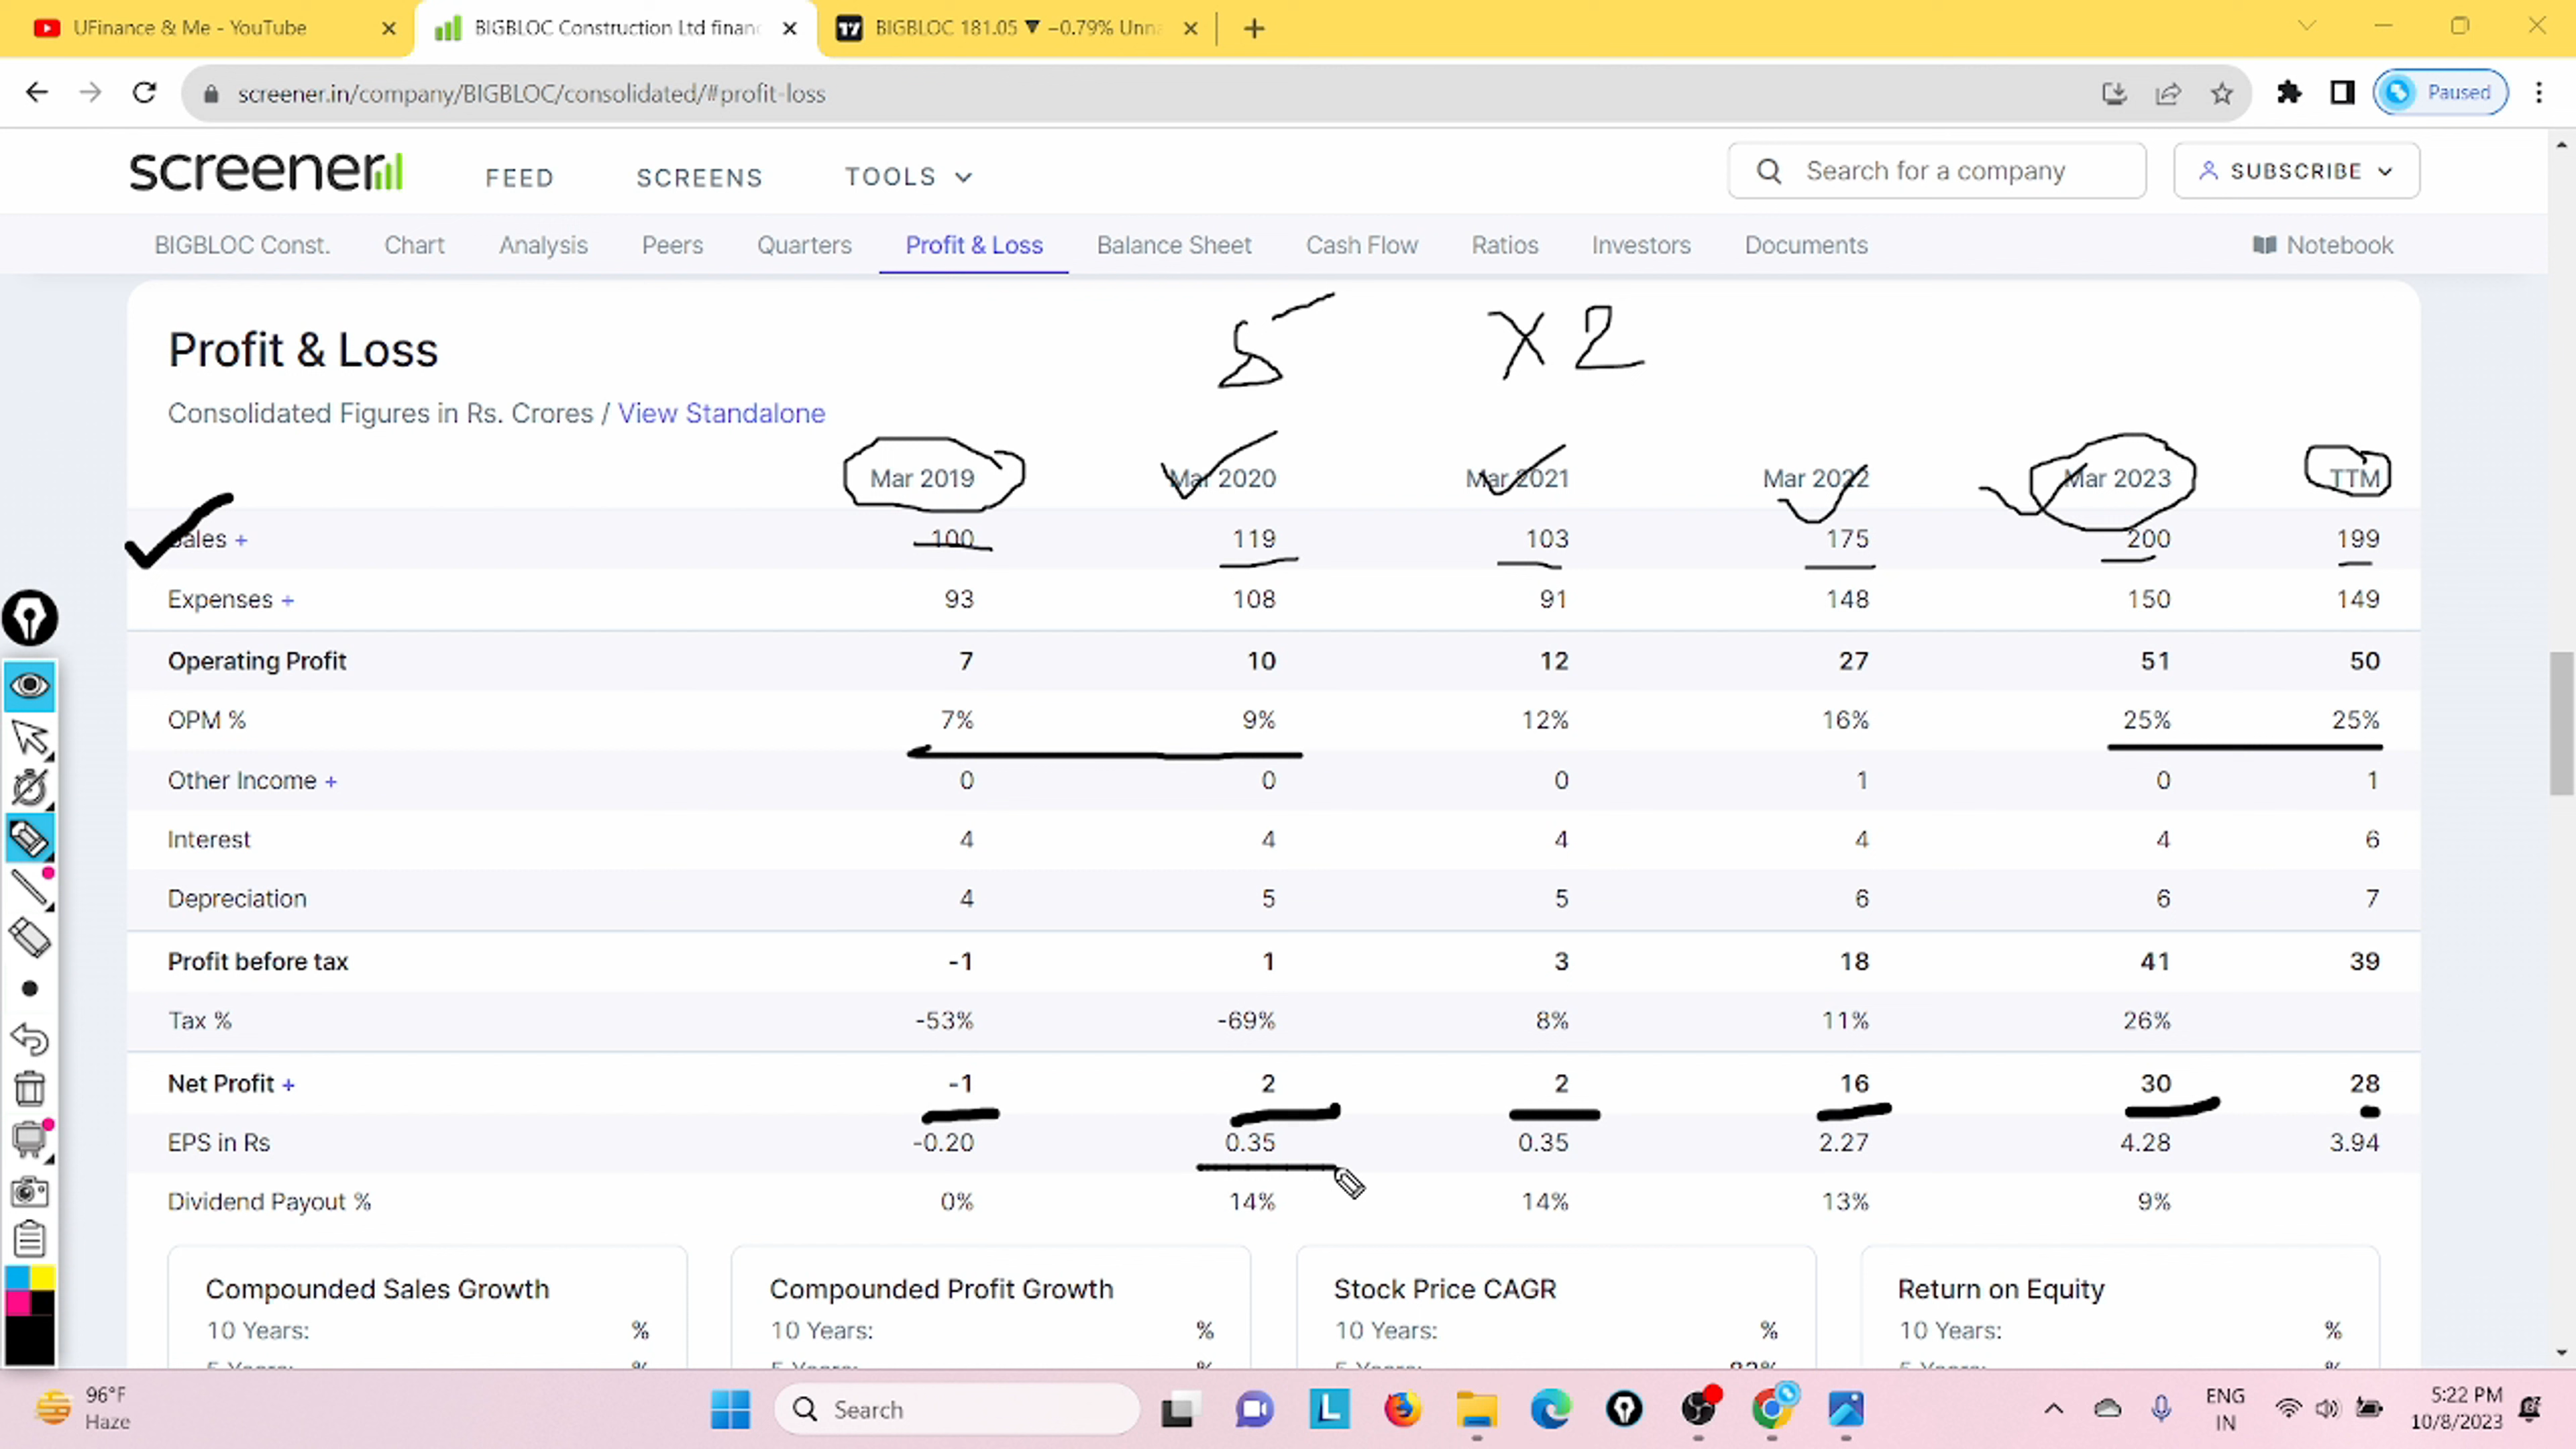 UFinance & Me - YouTube
BIGBLOC Construction Ltd finan
BIGBLOC 181.05 ▼ −0.79% Unna
screener.in/company/BIGBLOC/consolidated/#profit-loss
Paused
screener
FEED SCREENS TOOLS
Search for a company
SUBSCRIBE
BIGBLOC Const. Chart Analysis Peers Quarters Profit & Loss Balance Sheet Cash Flow Ratios Investors Documents Notebook
5 X2
Profit & Loss
Consolidated Figures in Rs. Crores / View Standalone
Mar 2019 Mar 2020 Mar 2021 Mar 2022 Mar 2023 TTM
Sales + 100 119 103 175 200 199
Expenses + 93 108 91 148 150 149
Operating Profit 7 10 12 27 51 50
OPM % 7% 9% 12% 16% 25% 25%
Other Income + 0 0 0 1 0 1
Interest 4 4 4 4 4 6
Depreciation 4 5 5 6 6 7
Profit before tax -1 1 3 18 41 39
Tax % -53% -69% 8% 11% 26%
Net Profit + -1 2 2 16 30 28
EPS in Rs -0.20 0.35 0.35 2.27 4.28 3.94
Dividend Payout % 0% 14% 14% 13% 9%
Compounded Sales Growth Compounded Profit Growth Stock Price CAGR Return on Equity
10 Years: % 10 Years: % 10 Years: % 10 Years: %
96°F
Haze
Search
L
ENG
IN
5:22 PM
10/8/2023